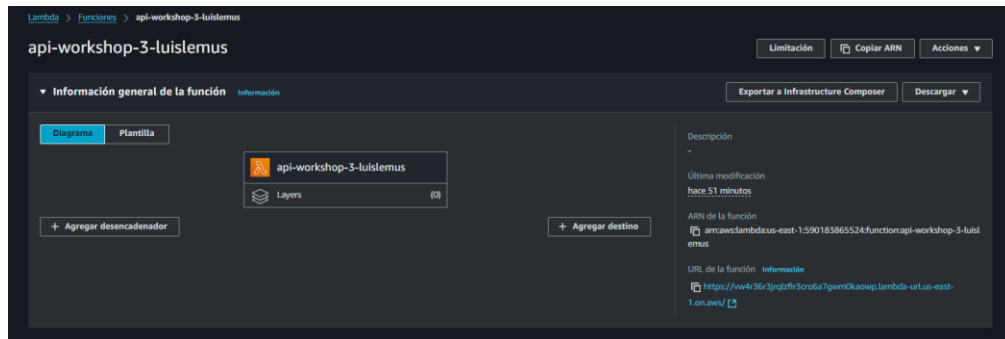 Lambda > Funciones > api-workshop-3-luislemus
api-workshop-3-luislemus
Limitación
Copiar ARN
Acciones
Información general de la función Información
Exportar a Infrastructure Composer
Descargar
Diagrama
Plantilla
api-workshop-3-luislemus
Layers (0)
+ Agregar desencadenador
+ Agregar destino
Descripción
-
Última modificación
hace 51 minutos
ARN de la función
arn:aws:lambda:us-east-1:590183865524:function:api-workshop-3-luisl
emus
URL de la función Información
https://vw4r36r3jrqlzfir3cro6a7gwm0kaowp.lambda-url.us-east-
1.on.aws/